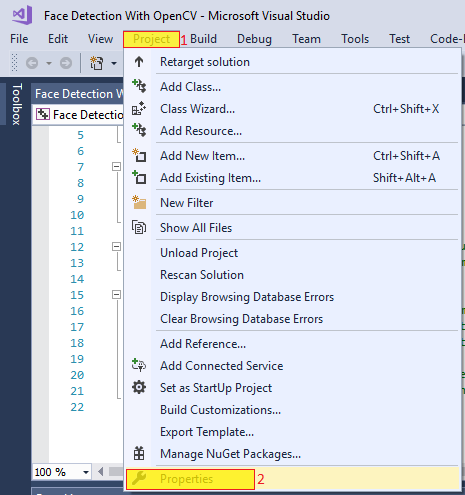 Face Detection With OpenCV - Microsoft Visual Studio
File Edit View Project 1 Build Debug Team Tools Test Code-
Toolbox
Face Detection W
Face Detection
Retarget solution
Add Class...
Class Wizard... Ctrl+Shift+X
Add Resource...
Add New Item... Ctrl+Shift+A
Add Existing Item... Shift+Alt+A
New Filter
Show All Files
Unload Project
Rescan Solution
Display Browsing Database Errors
Clear Browsing Database Errors
Add Reference...
Add Connected Service
Set as StartUp Project
Build Customizations...
Export Template...
Manage NuGet Packages...
Properties 2
5
6
7
8
9
10
11
12
13
14
15
16
17
18
19
20
21
22
100 %